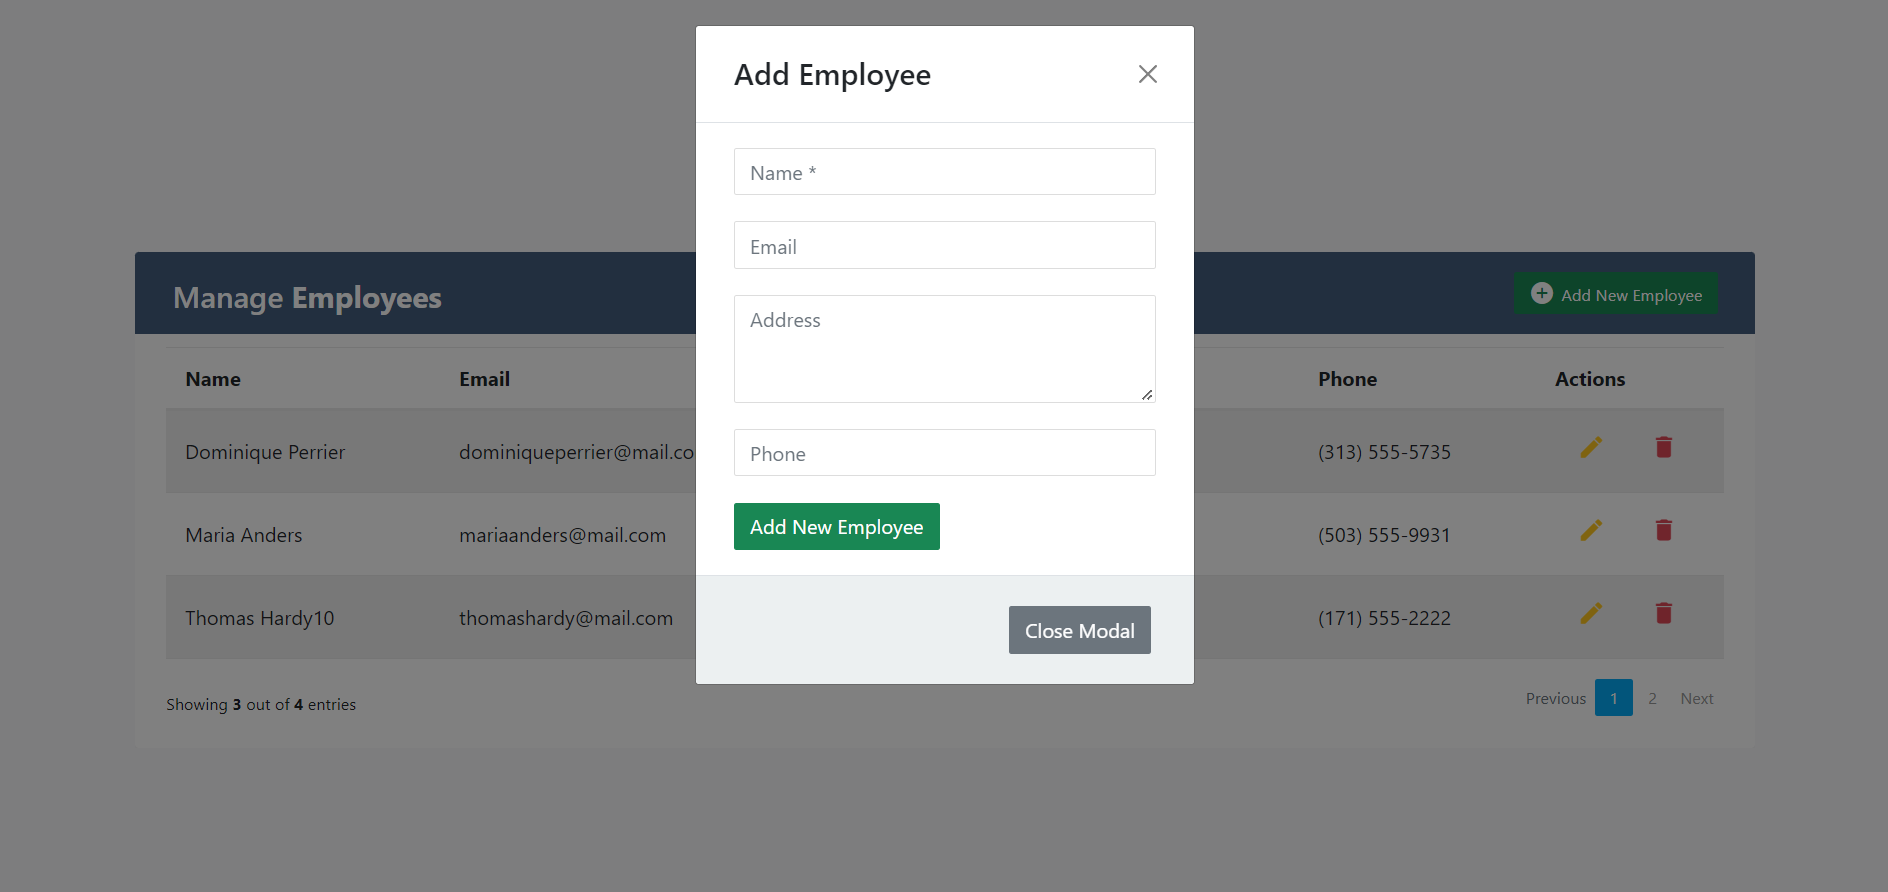 Add Employee
Name *
Email
Address
Phone
Add New Employee
Close Modal
Manage Employees
Add New Employee
Name Email Phone Actions
Dominique Perrier dominiqueperrier@mail.co (313) 555-5735
Maria Anders mariaanders@mail.com (503) 555-9931
Thomas Hardy10 thomashardy@mail.com (171) 555-2222
Showing 3 out of 4 entries
Previous 1 2 Next